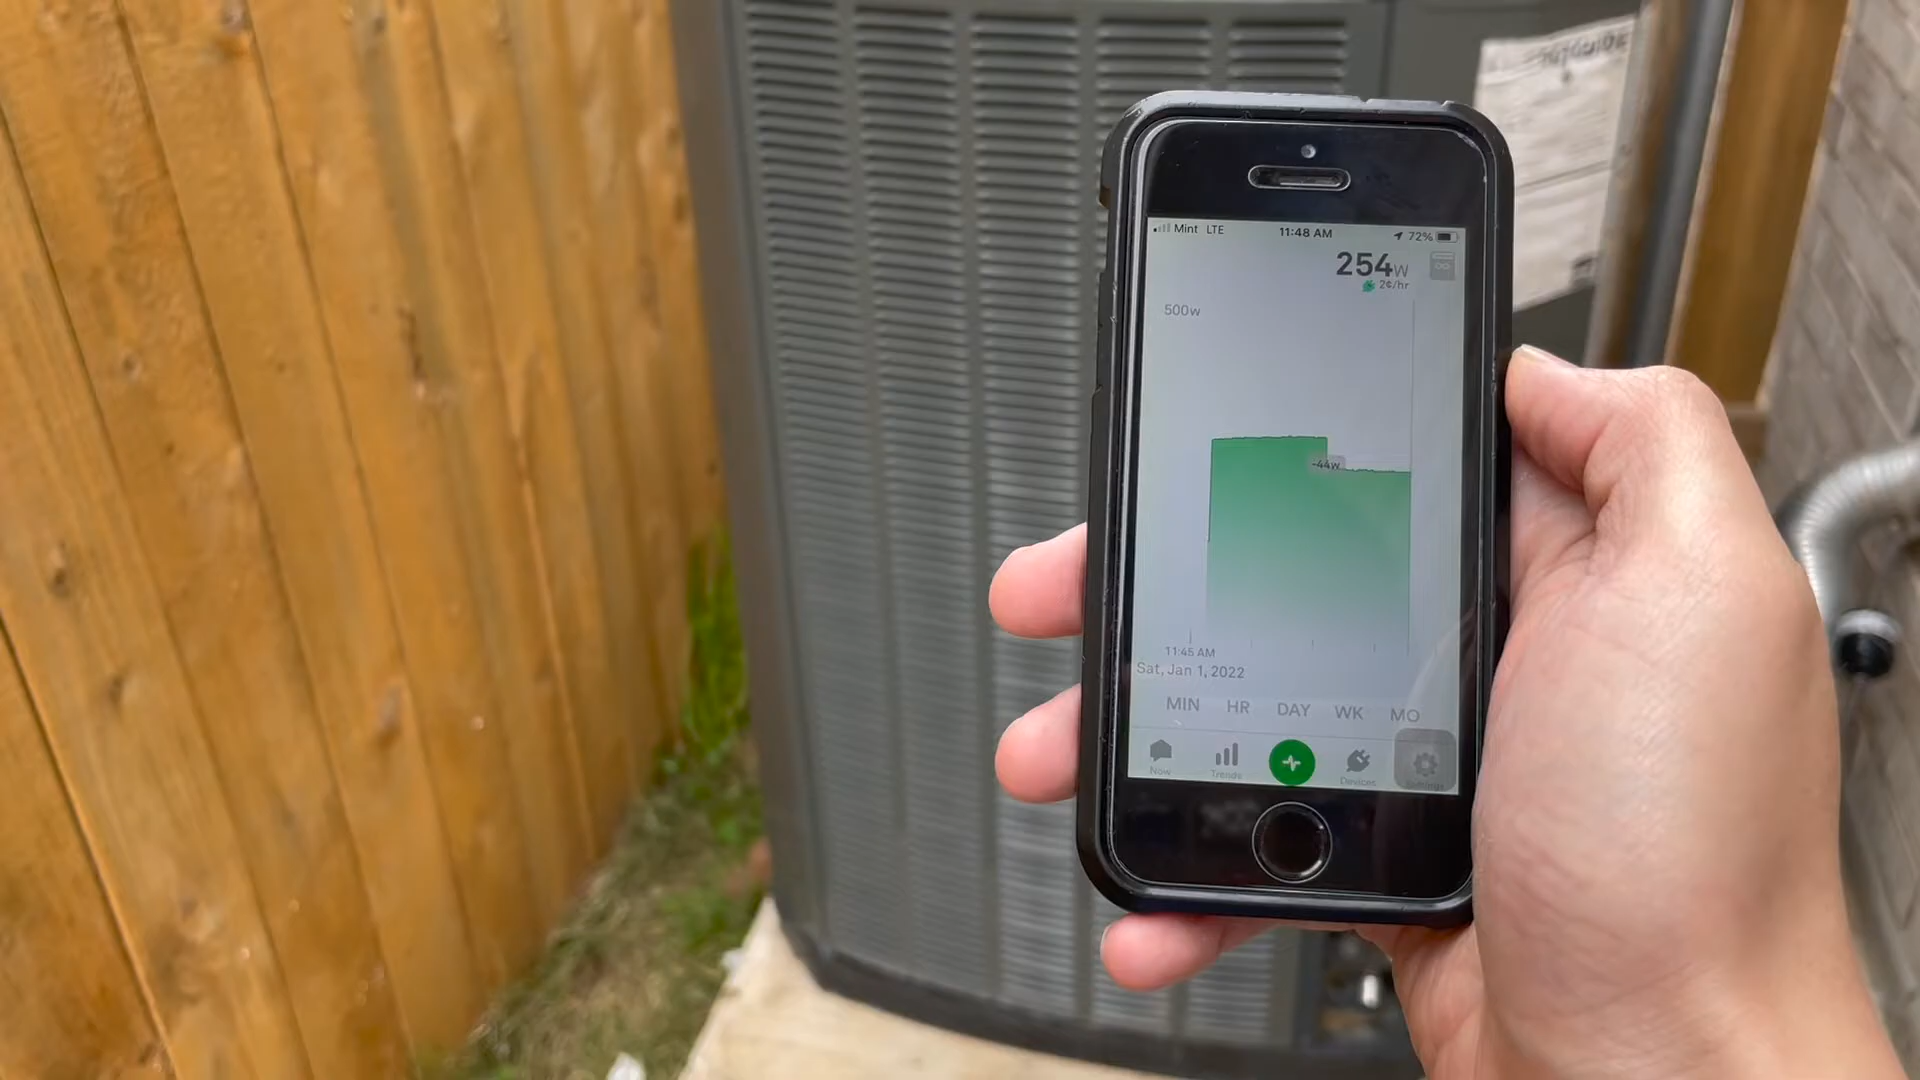 Mint LTE 11:48 AM 72%
254w
2¢/hr
500w
-44w
11:45 AM
Sat, Jan 1, 2022
MIN HR DAY WK MO
Now Trends Devices Settings